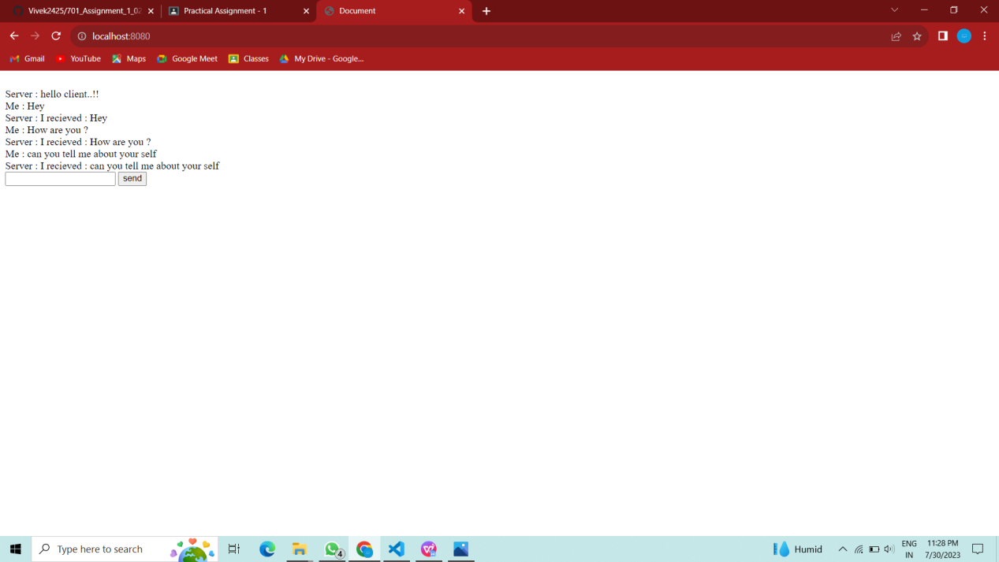 Vivek2425/701_Assignment_1_02
Practical Assignment - 1
Document
localhost:8080
Gmail
YouTube
Maps
Google Meet
Classes
My Drive - Google...
Server : hello client..!!
Me : Hey
Server : I recieved : Hey
Me : How are you ?
Server : I recieved : How are you ?
Me : can you tell me about your self
Server : I recieved : can you tell me about your self
send
Type here to search
4
Humid
ENG
IN
11:28 PM
7/30/2023